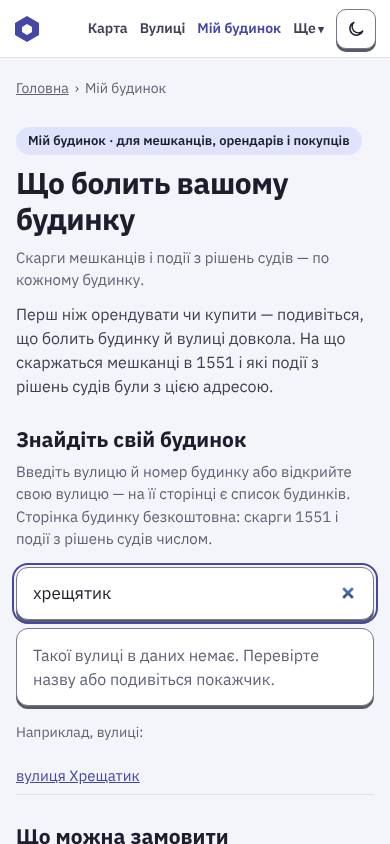 Карта Вулиці Мій будинок Ще ▾
Головна › Мій будинок
Мій будинок · для мешканців, орендарів і покупців
Що болить вашому
будинку
Скарги мешканців і події з рішень судів — по
кожному будинку.
Перш ніж орендувати чи купити — подивіться,
що болить будинку й вулиці довкола. На що
скаржаться мешканці в 1551 і які події з
рішень судів були з цією адресою.
Знайдіть свій будинок
Введіть вулицю й номер будинку або відкрийте
свою вулицю — на її сторінці є список будинків.
Сторінка будинку безкоштовна: скарги 1551 і
події з рішень судів числом.
хрещятик
Такої вулиці в даних немає. Перевірте
назву або подивіться покажчик.
Наприклад, вулиці:
вулиця Хрещатик
Що можна замовити